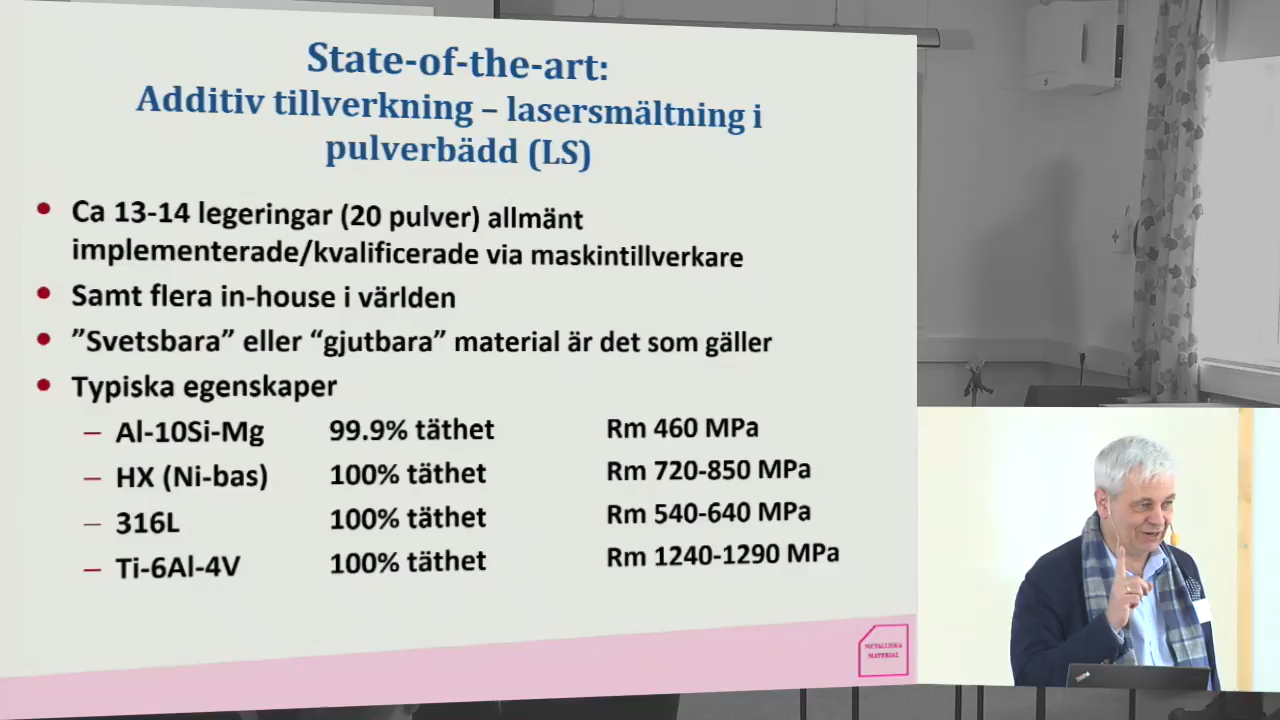 State-of-the-art:
Additiv tillverkning – lasersmältning i
pulverbädd (LS)
• Ca 13-14 legeringar (20 pulver) allmänt
implementerade/kvalificerade via maskintillverkare
• Samt flera in-house i världen
• ”Svetsbara” eller “gjutbara” material är det som gäller
• Typiska egenskaper
– Al-10Si-Mg 99.9% täthet Rm 460 MPa
– HX (Ni-bas) 100% täthet Rm 720-850 MPa
– 316L 100% täthet Rm 540-640 MPa
– Ti-6Al-4V 100% täthet Rm 1240-1290 MPa
METALLISKA
MATERIAL